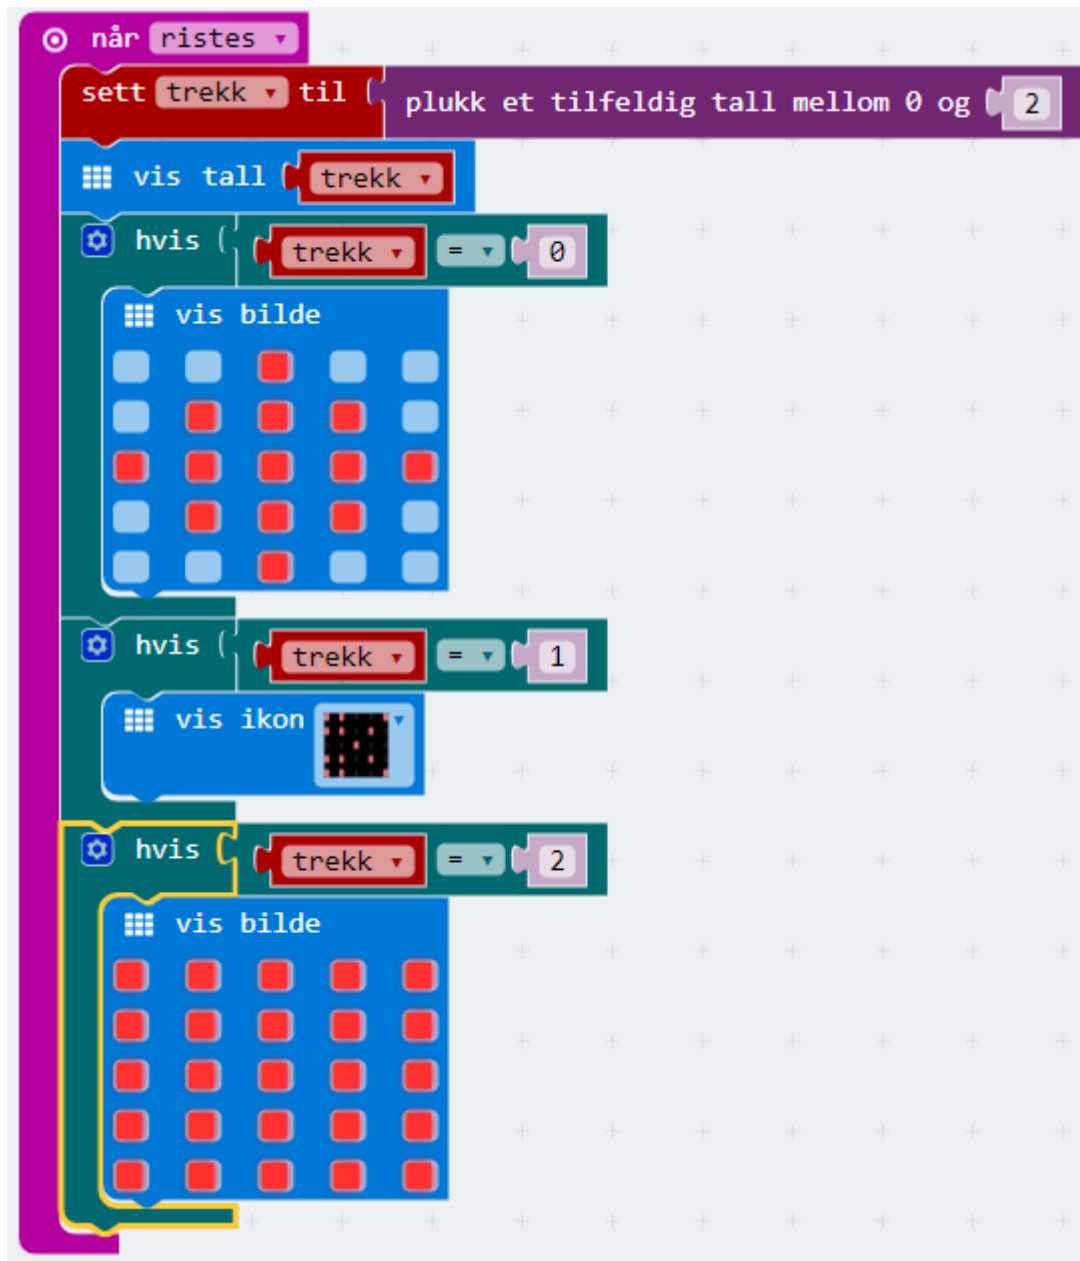 når ristes
sett trekk til plukk et tilfeldig tall mellom 0 og 2
vis tall trekk
hvis trekk = 0
vis bilde
hvis trekk = 1
vis ikon
hvis trekk = 2
vis bilde